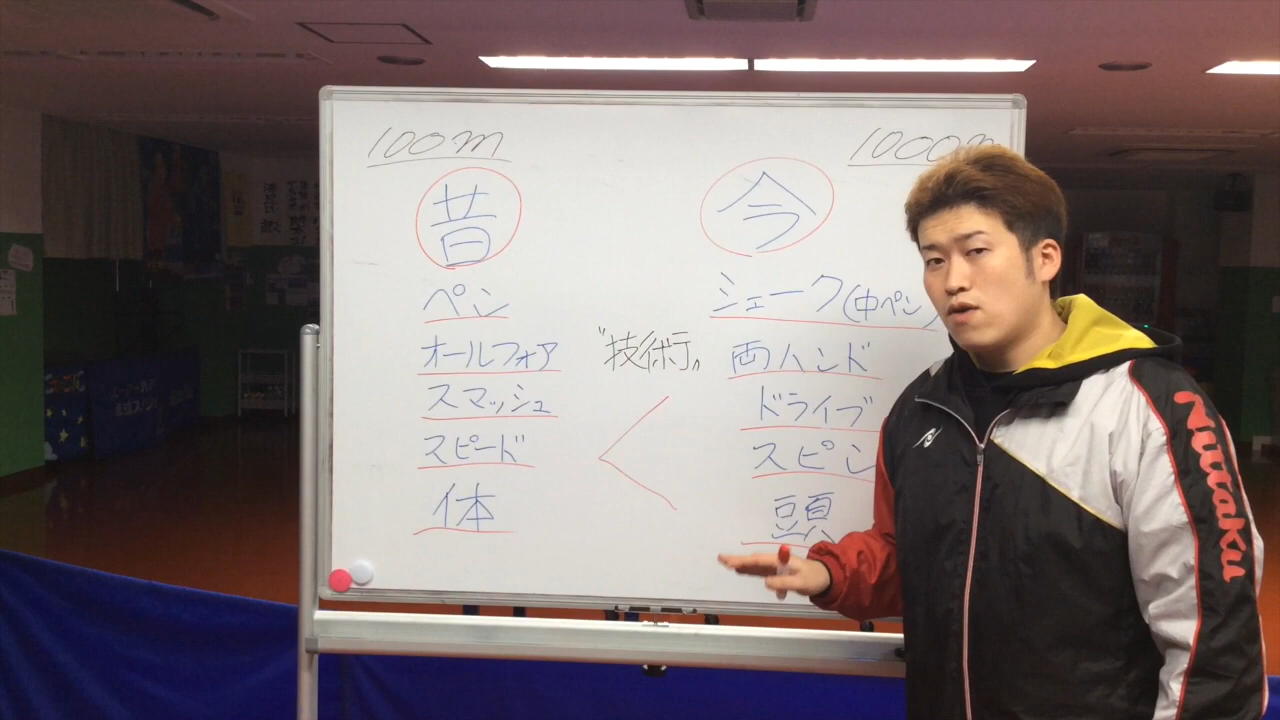 100m
昔
ペン
オールフォア
スマッシュ
スピード
体
〝技術〟
<
1000m
今
シェーク(中ペン)
両ハンド
ドライブ
スピン
頭
Nittaku